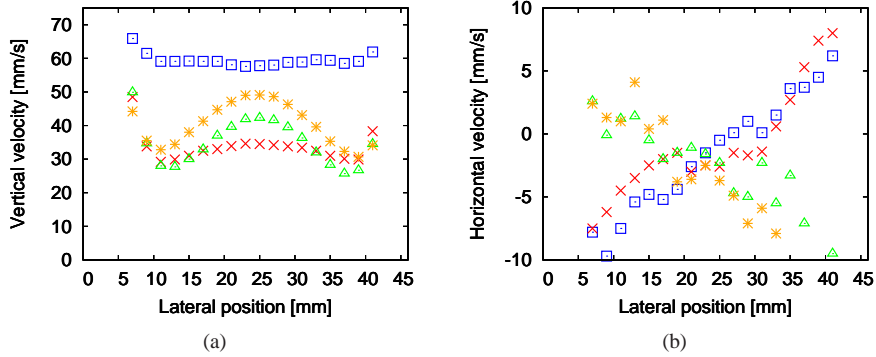 70
60
50
40
30
20
10
0
0 5 10 15 20 25 30 35 40 45
Vertical velocity [mm/s]
Lateral position [mm]
(a)
10
5
0
-5
-10
0 5 10 15 20 25 30 35 40 45
Horizontal velocity [mm/s]
Lateral position [mm]
(b)